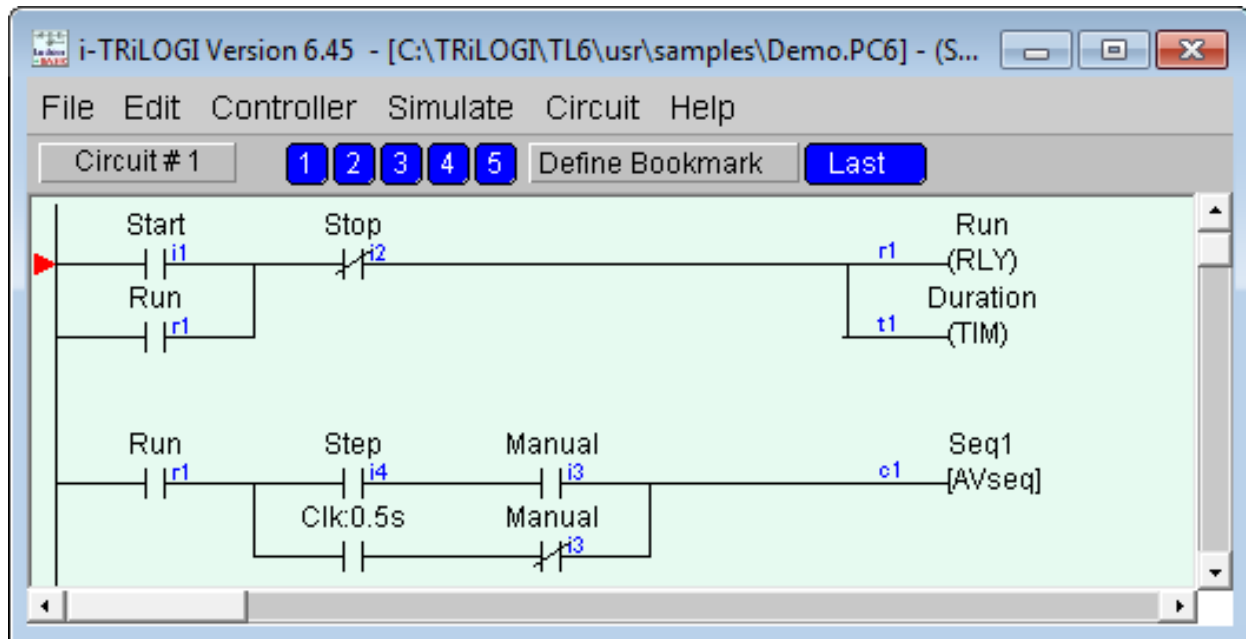 i-TRiLOGI Version 6.45 - [C:\TRiLOGI\TL6\usr\samples\Demo.PC6] - (S...
File Edit Controller Simulate Circuit Help
Circuit # 1 1 2 3 4 5 Define Bookmark Last
Start Stop Run
i1 i2 r1 (RLY)
Run Duration
r1 t1 (TIM)
Run Step Manual Seq1
r1 i4 i3 c1 [AVseq]
Clk:0.5s Manual
i3